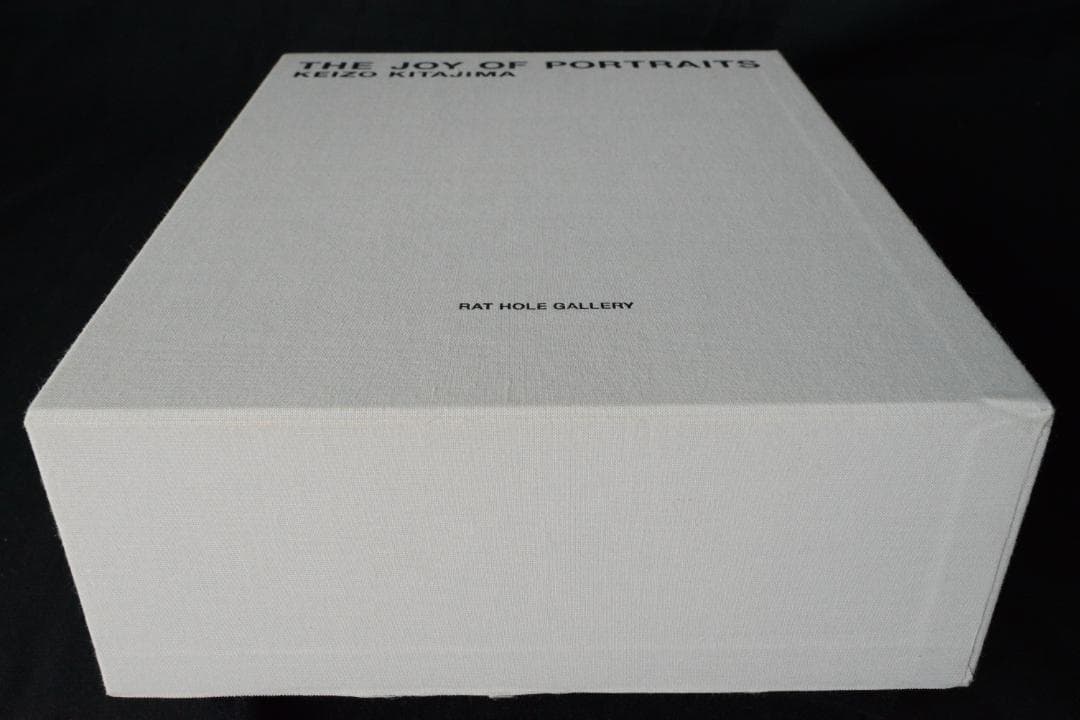 THE JOY OF PORTRAITS
KEIZO KITAJIMA
RAT HOLE GALLERY